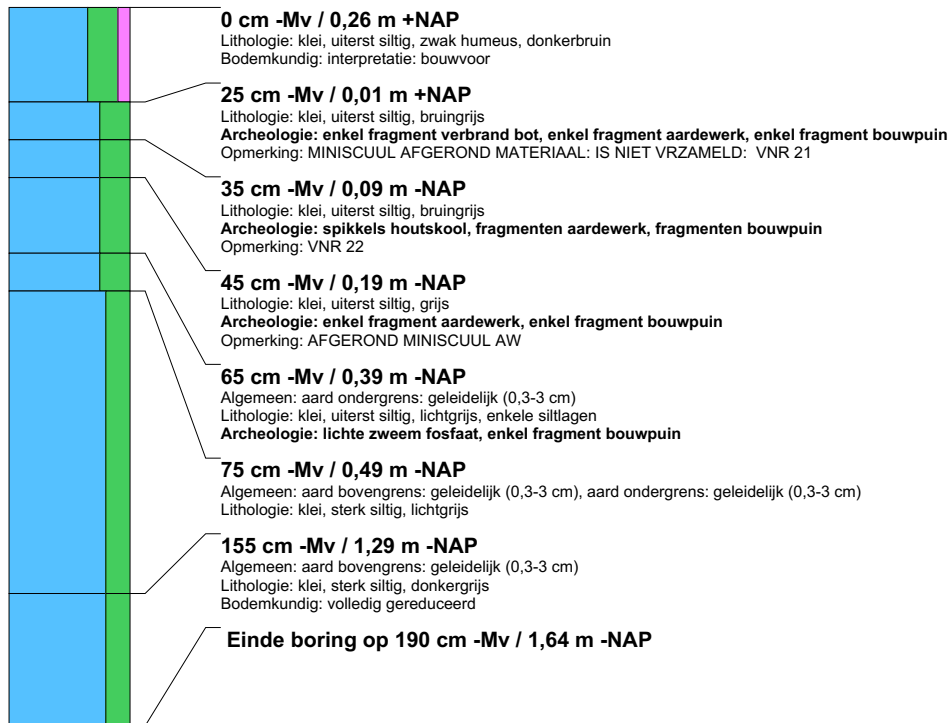 0 cm -Mv / 0,26 m +NAP
Lithologie: klei, uiterst siltig, zwak humeus, donkerbruin
Bodemkundig: interpretatie: bouwvoor
25 cm -Mv / 0,01 m +NAP
Lithologie: klei, uiterst siltig, bruingrijs
Archeologie: enkel fragment verbrand bot, enkel fragment aardewerk, enkel fragment bouwpuin
Opmerking: MINISCUUL AFGEROND MATERIAAL: IS NIET VRZAMELD: VNR 21
35 cm -Mv / 0,09 m -NAP
Lithologie: klei, uiterst siltig, bruingrijs
Archeologie: spikkels houtskool, fragmenten aardewerk, fragmenten bouwpuin
Opmerking: VNR 22
45 cm -Mv / 0,19 m -NAP
Lithologie: klei, uiterst siltig, grijs
Archeologie: enkel fragment aardewerk, enkel fragment bouwpuin
Opmerking: AFGEROND MINISCUUL AW
65 cm -Mv / 0,39 m -NAP
Algemeen: aard ondergrens: geleidelijk (0,3-3 cm)
Lithologie: klei, uiterst siltig, lichtgrijs, enkele siltlagen
Archeologie: lichte zweem fosfaat, enkel fragment bouwpuin
75 cm -Mv / 0,49 m -NAP
Algemeen: aard bovengrens: geleidelijk (0,3-3 cm), aard ondergrens: geleidelijk (0,3-3 cm)
Lithologie: klei, sterk siltig, lichtgrijs
155 cm -Mv / 1,29 m -NAP
Algemeen: aard bovengrens: geleidelijk (0,3-3 cm)
Lithologie: klei, sterk siltig, donkergrijs
Bodemkundig: volledig gereduceerd
Einde boring op 190 cm -Mv / 1,64 m -NAP